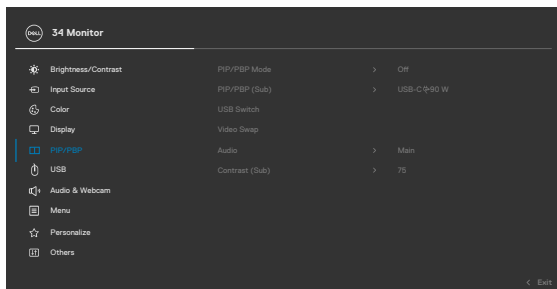 DELL 34 Monitor
Brightness/Contrast PIP/PBP Mode > Off
Input Source PIP/PBP (Sub) > USB-C 90 W
Color USB Switch
Display Video Swap
PIP/PBP Audio > Main
USB Contrast (Sub) > 75
Audio & Webcam
Menu
Personalize
Others
< Exit